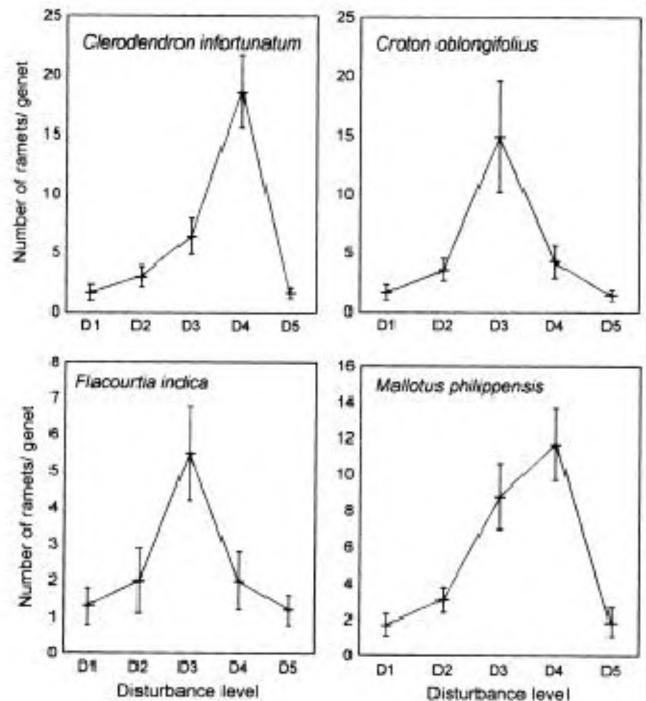 Clerodendron infortunatum
Number of ramets/ genet
25
20
15
10
5
0
D1 D2 D3 D4 D5
Croton oblongifolius
25
20
15
10
5
0
D1 D2 D3 D4 D5
Flacourtia indica
Number of ramets/ genet
8
7
6
5
4
3
2
1
0
D1 D2 D3 D4 D5
Disturbance level
Mallotus philippensis
16
14
12
10
8
6
4
2
0
D1 D2 D3 D4 D5
Disturbance level